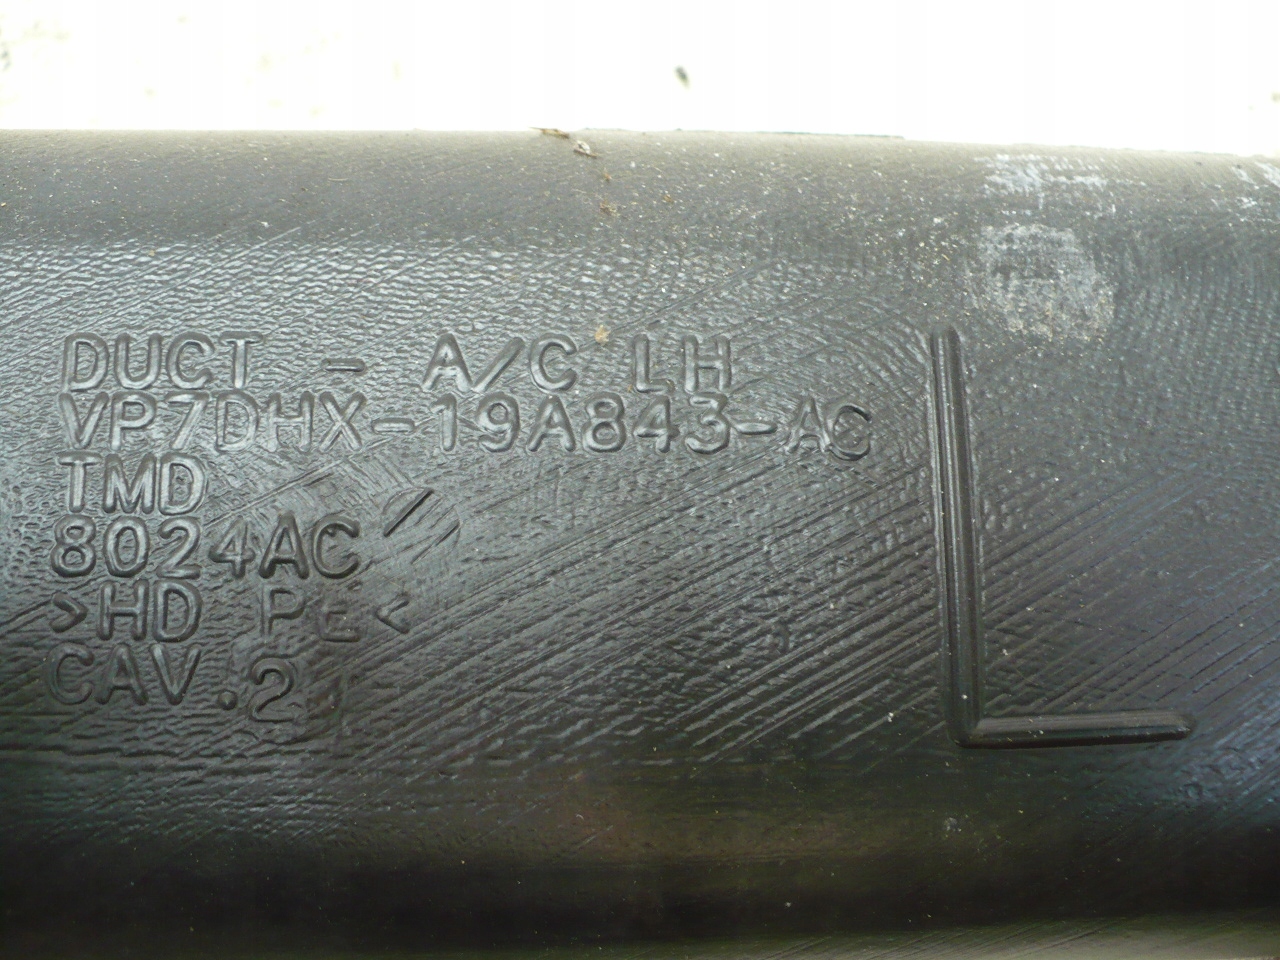 DUCT - A/C LH
VP7DHX-19A843-AC
TMD
8024AC
>HD PE<
CAV.2
L